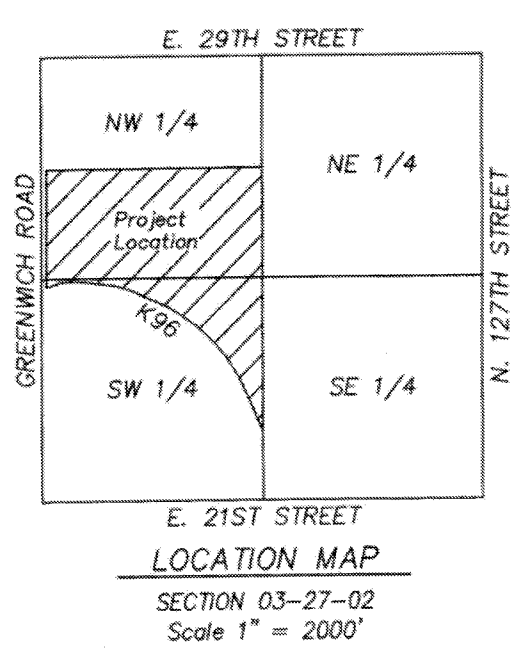 E. 29TH STREET
NW 1/4
NE 1/4
GREENWICH ROAD
Project
Location
N. 127TH STREET
K96
SW 1/4
SE 1/4
E. 21ST STREET
LOCATION MAP
SECTION 03-27-02
Scale 1" = 2000'